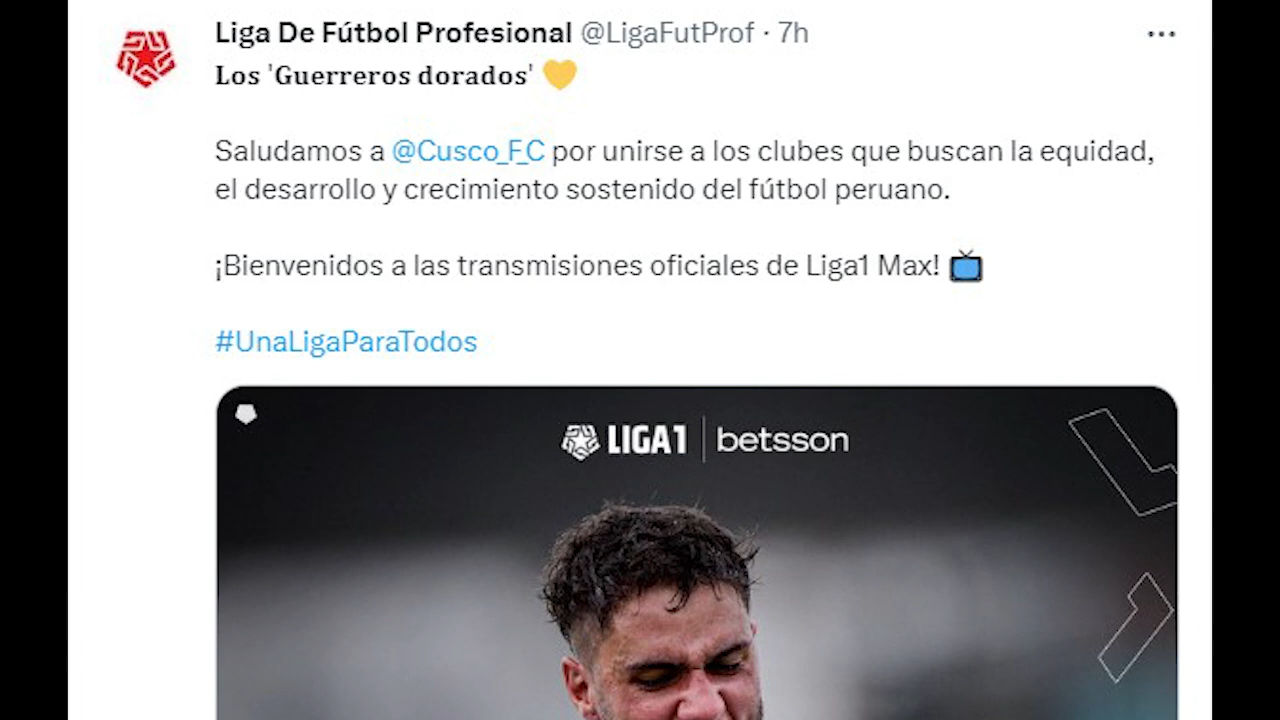 Liga De Fútbol Profesional @LigaFutProf · 7h
Los 'Guerreros dorados' 💛
Saludamos a @Cusco_F_C por unirse a los clubes que buscan la equidad,
el desarrollo y crecimiento sostenido del fútbol peruano.
¡Bienvenidos a las transmisiones oficiales de Liga1 Max! 📺
#UnaLigaParaTodos
LIGA1 | betsson